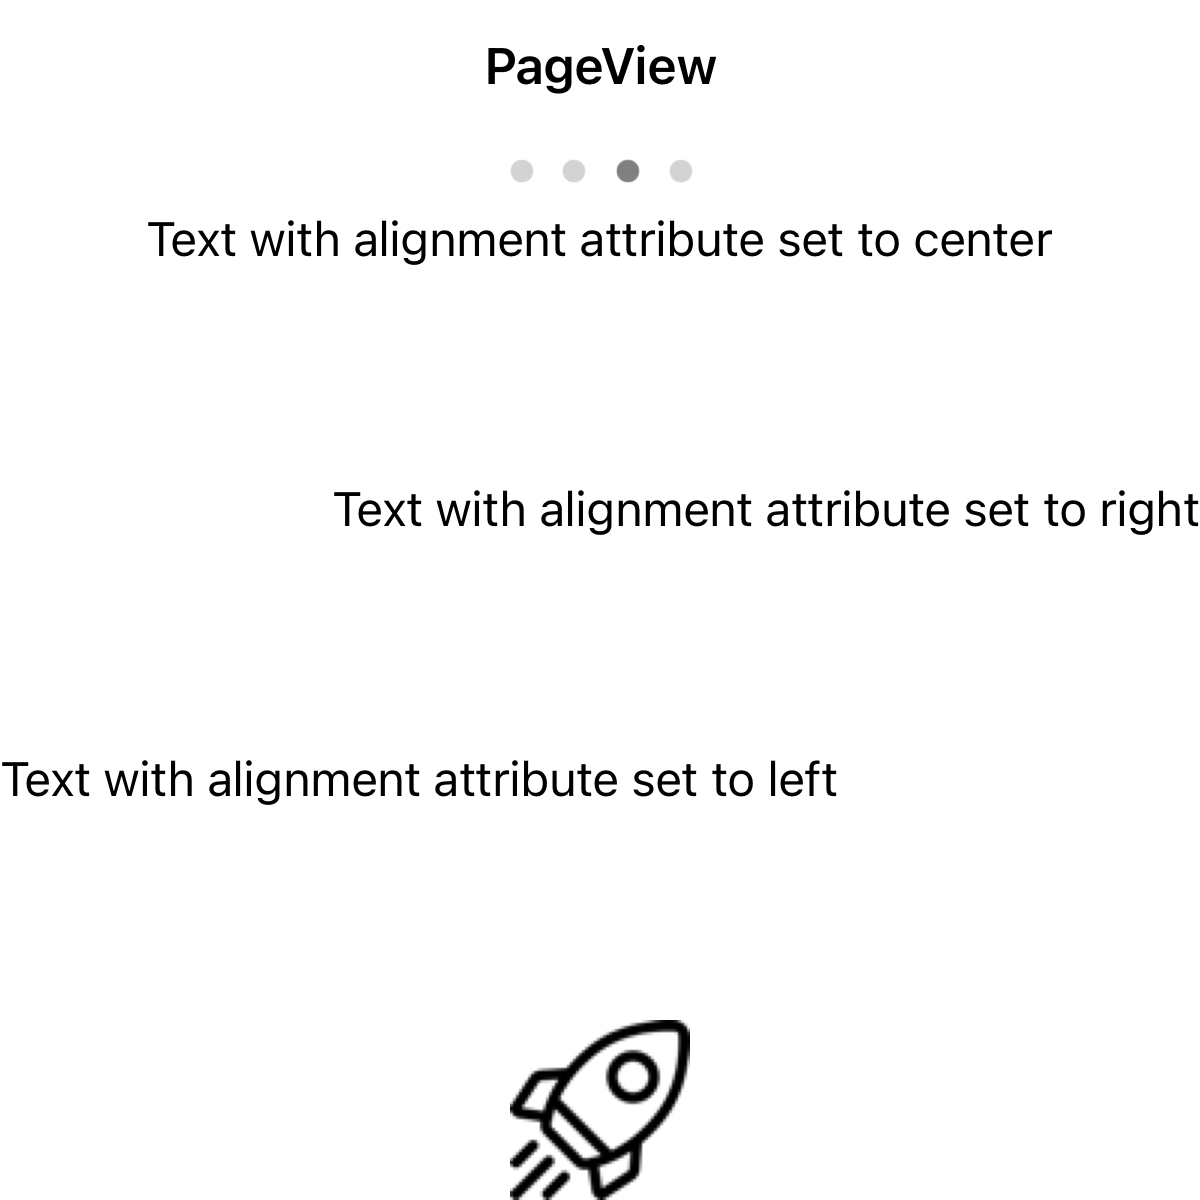 PageView
Text with alignment attribute set to center
Text with alignment attribute set to right
Text with alignment attribute set to left